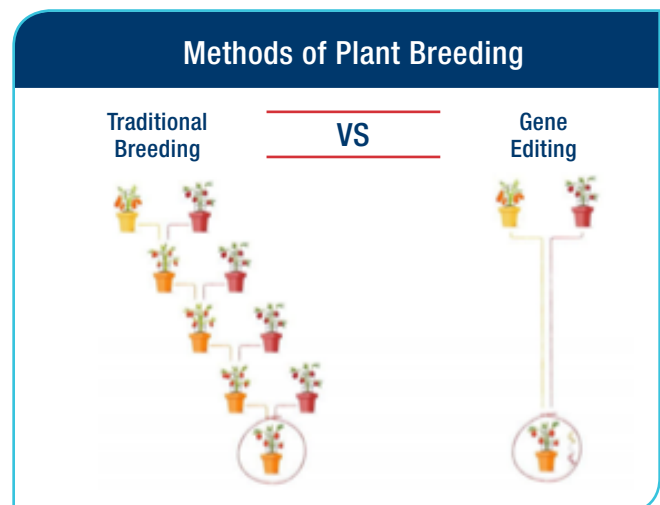 Methods of Plant Breeding
Traditional
Breeding
VS
Gene
Editing